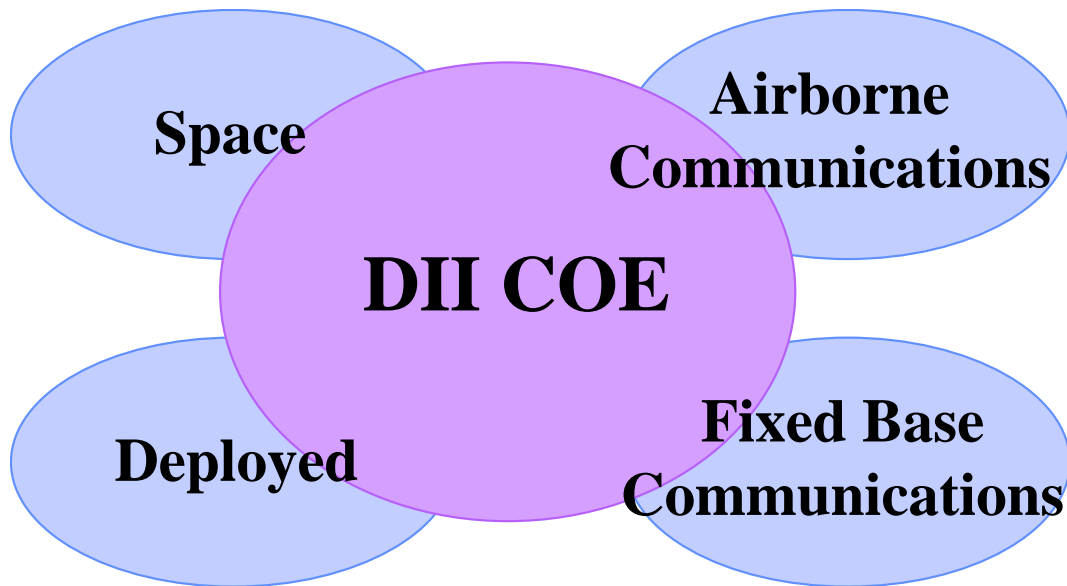 Space
Airborne
Communications
DII COE
Deployed
Fixed Base
Communications